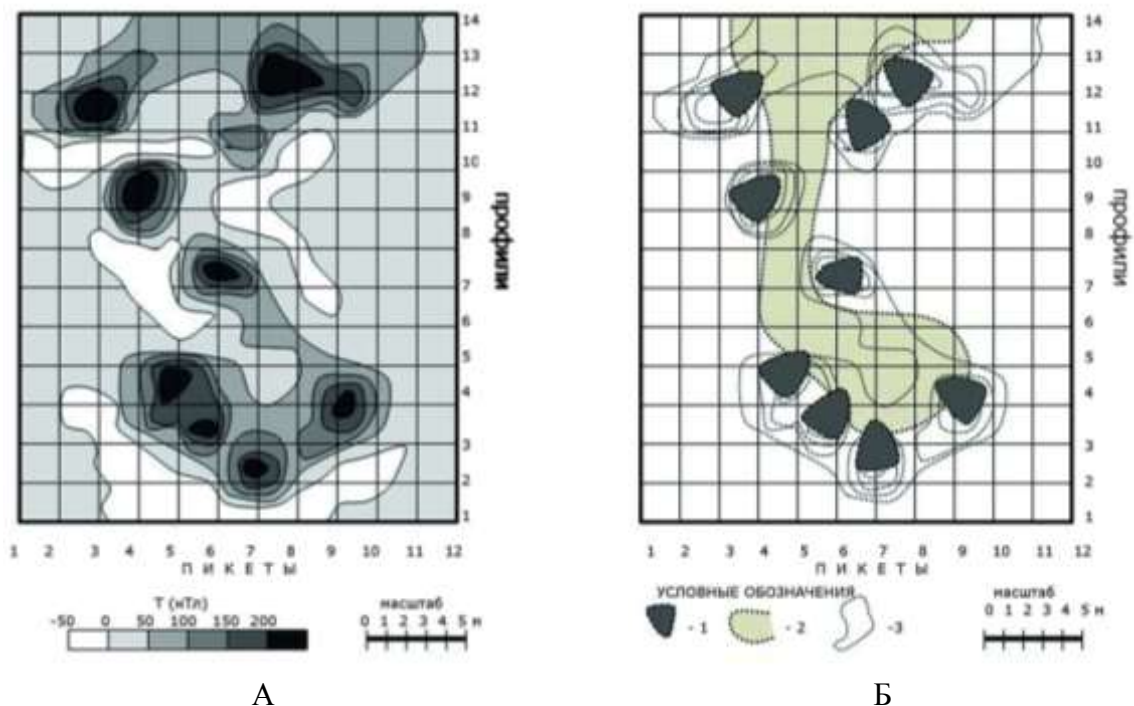 14
13
12
11
10
9
8
7
6
5
4
3
2
1
профили
1 2 3 4 5 6 7 8 9 10 11 12
ПИКЕТЫ
Т (нТл)
-50 0 50 100 150 200
масштаб
0 1 2 3 4 5 м
А
14
13
12
11
10
9
8
7
6
5
4
3
2
1
профили
1 2 3 4 5 6 7 8 9 10 11 12
ПИКЕТЫ
УСЛОВНЫЕ ОБОЗНАЧЕНИЯ
- 1 - 2 -3
масштаб
0 1 2 3 4 5 м
Б